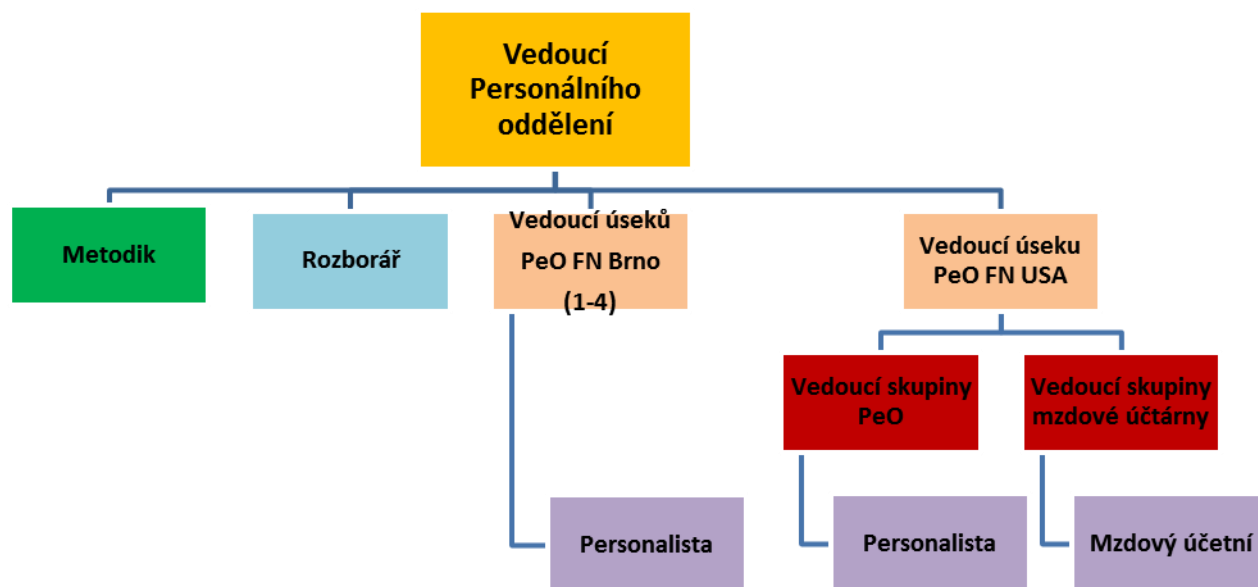 Vedoucí
Personálního
oddělení
Metodik
Rozborář
Vedoucí úseků
PeO FN Brno
(1-4)
Vedoucí úseku
PeO FN USA
Vedoucí skupiny
PeO
Vedoucí skupiny
mzdové účtárny
Personalista
Personalista
Mzdový účetní